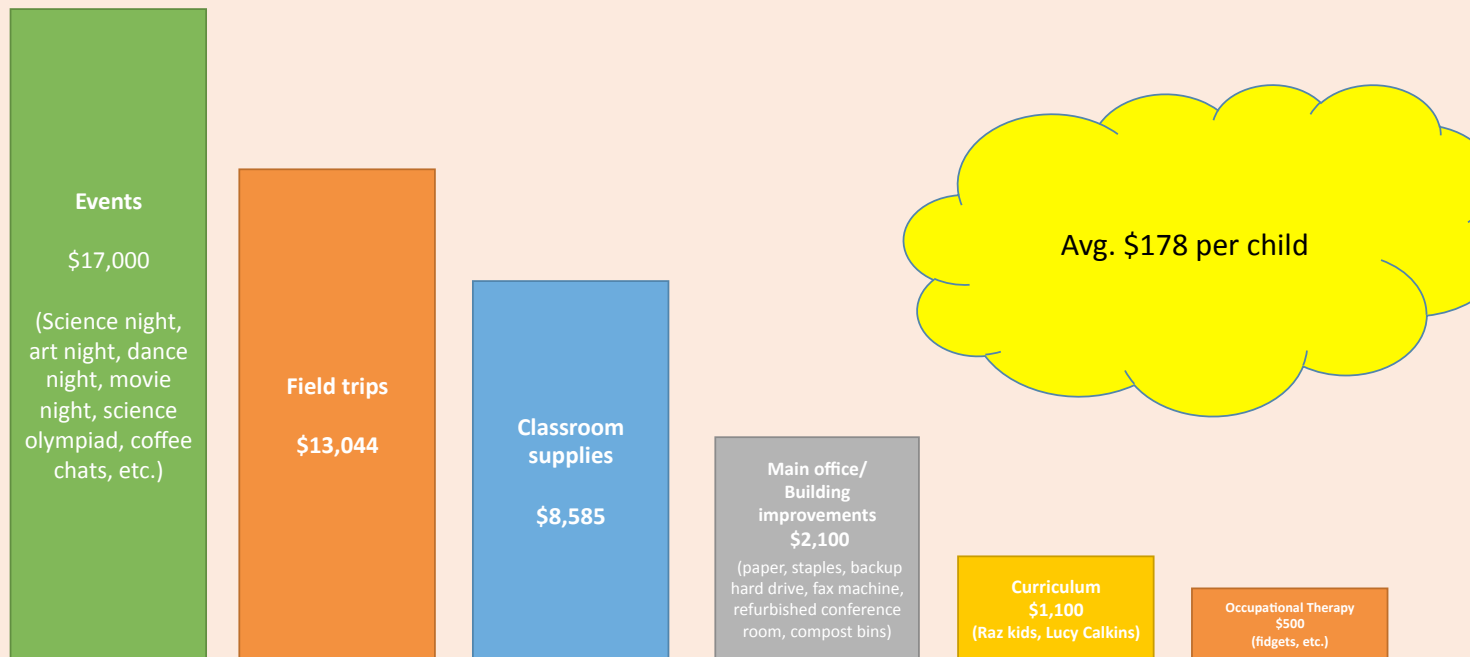 Events
$17,000
(Science night,
art night, dance
night, movie
night, science
olympiad, coffee
chats, etc.)
Field trips
$13,044
Classroom
supplies
$8,585
Main office/
Building
improvements
$2,100
(paper, staples, backup
hard drive, fax machine,
refurbished conference
room, compost bins)
Curriculum
$1,100
(Raz kids, Lucy Calkins)
Occupational Therapy
$500
(fidgets, etc.)
Avg. $178 per child